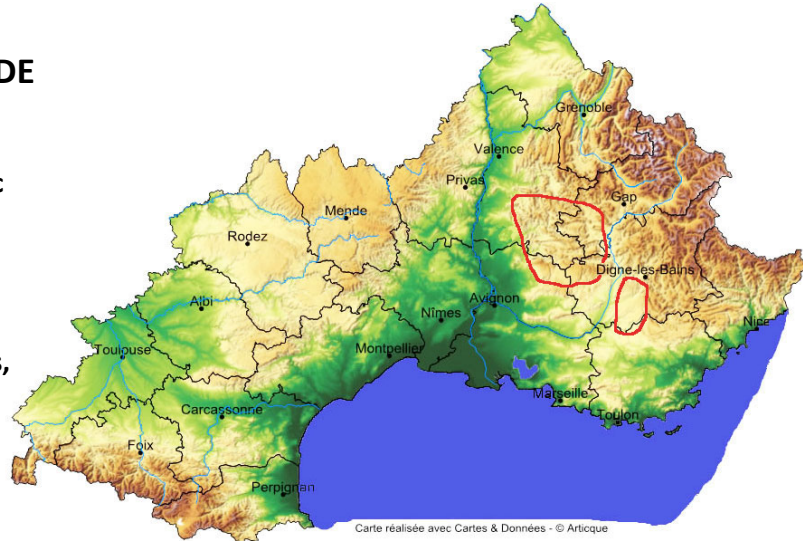 DE
c
s,
Grenoble
Valence
Privas
Gap
Mende
Rodez
Digne-les-Bains
Albi
Avignon
Nîmes
Nice
Toulouse
Montpellier
Marseille
Carcassonne
Toulon
Foix
Perpignan
Carte réalisée avec Cartes & Données - © Articque